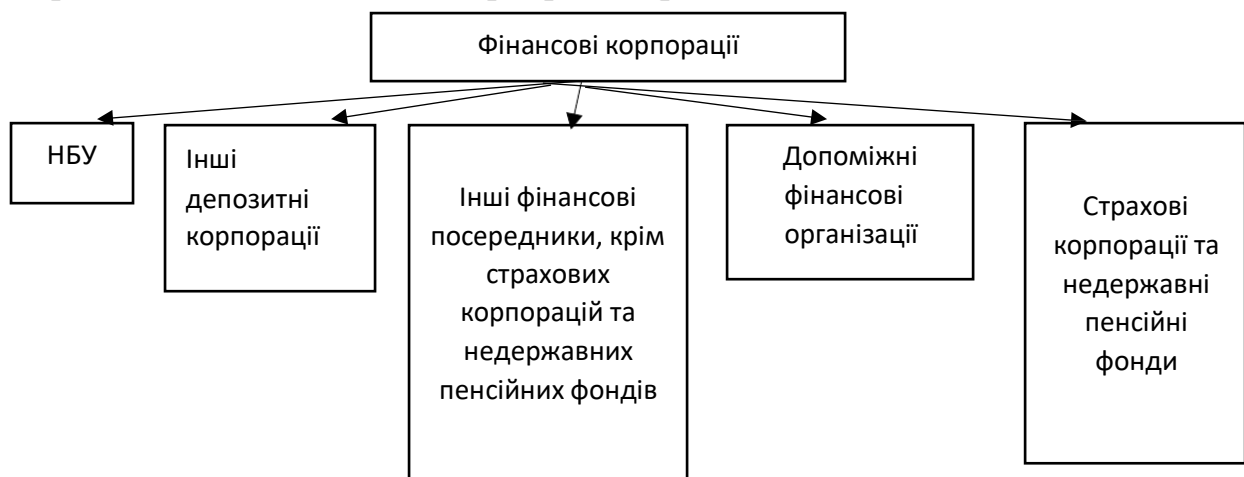 Фінансові корпорації
НБУ
Інші
депозитні
корпорації
Інші фінансові
посередники, крім
страхових
корпорацій та
недержавних
пенсійних фондів
Допоміжні
фінансові
організації
Страхові
корпорації та
недержавні
пенсійні
фонди